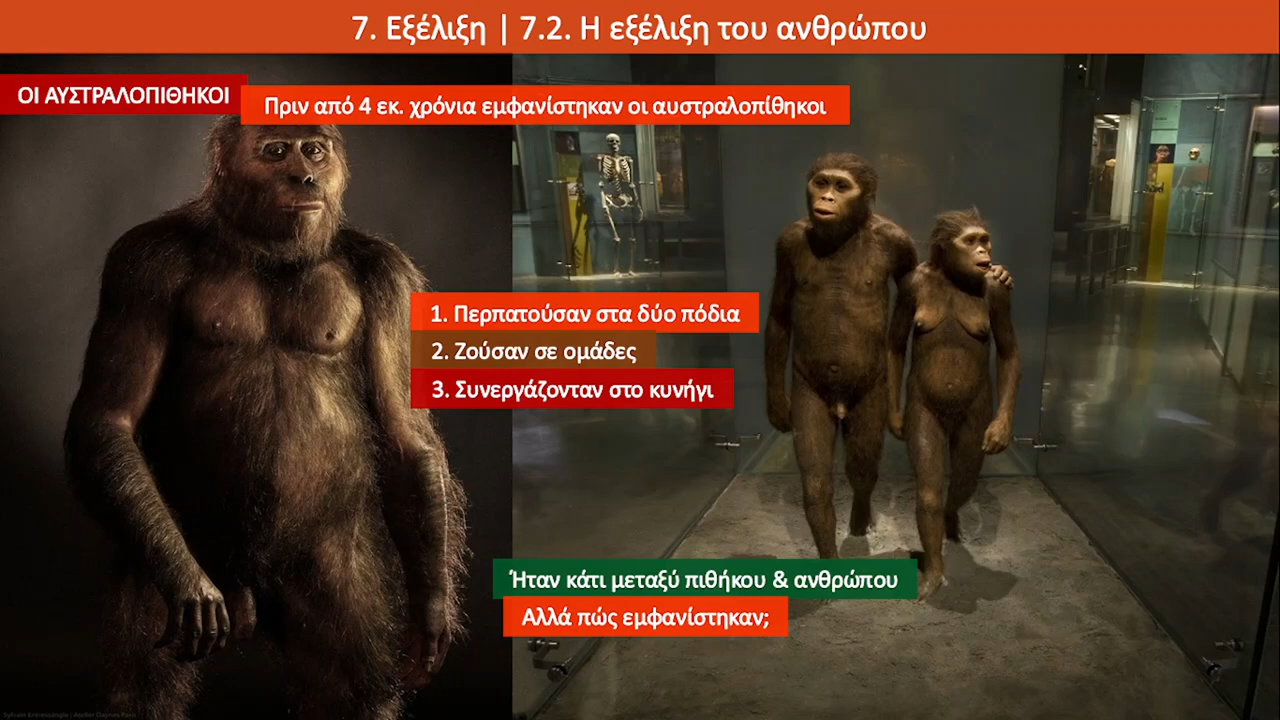 7. Εξέλιξη | 7.2. Η εξέλιξη του ανθρώπου
ΟΙ ΑΥΣΤΡΑΛΟΠΙΘΗΚΟΙ
Πριν από 4 εκ. χρόνια εμφανίστηκαν οι αυστραλοπίθηκοι
1. Περπατούσαν στα δύο πόδια
2. Ζούσαν σε ομάδες
3. Συνεργάζονταν στο κυνήγι
Ήταν κάτι μεταξύ πιθήκου & ανθρώπου
Αλλά πώς εμφανίστηκαν;